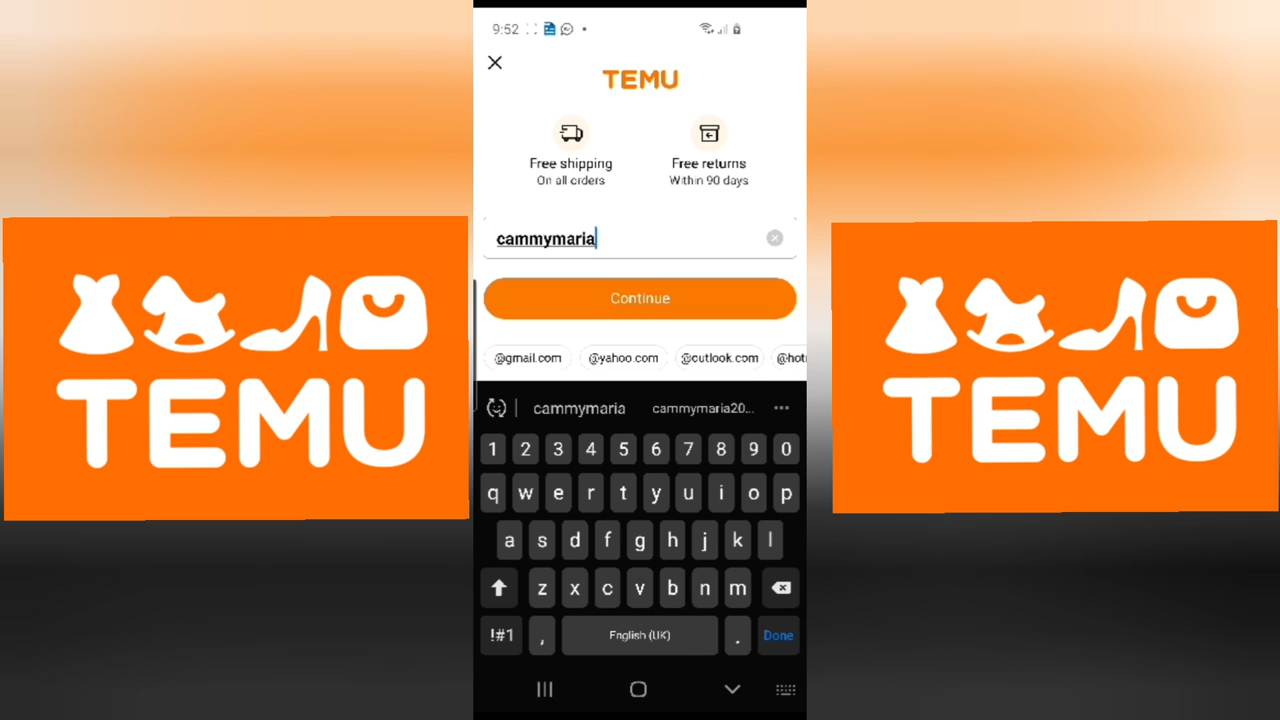 9:52
TEMU
Free shipping
On all orders
Free returns
Within 90 days
cammymaria
Continue
@gmail.com @yahoo.com @outlook.com @hotr
cammymaria cammymaria20...
1 2 3 4 5 6 7 8 9 0
q w e r t y u i o p
a s d f g h j k l
z x c v b n m
!#1 , English (UK) . Done
TEMU
TEMU